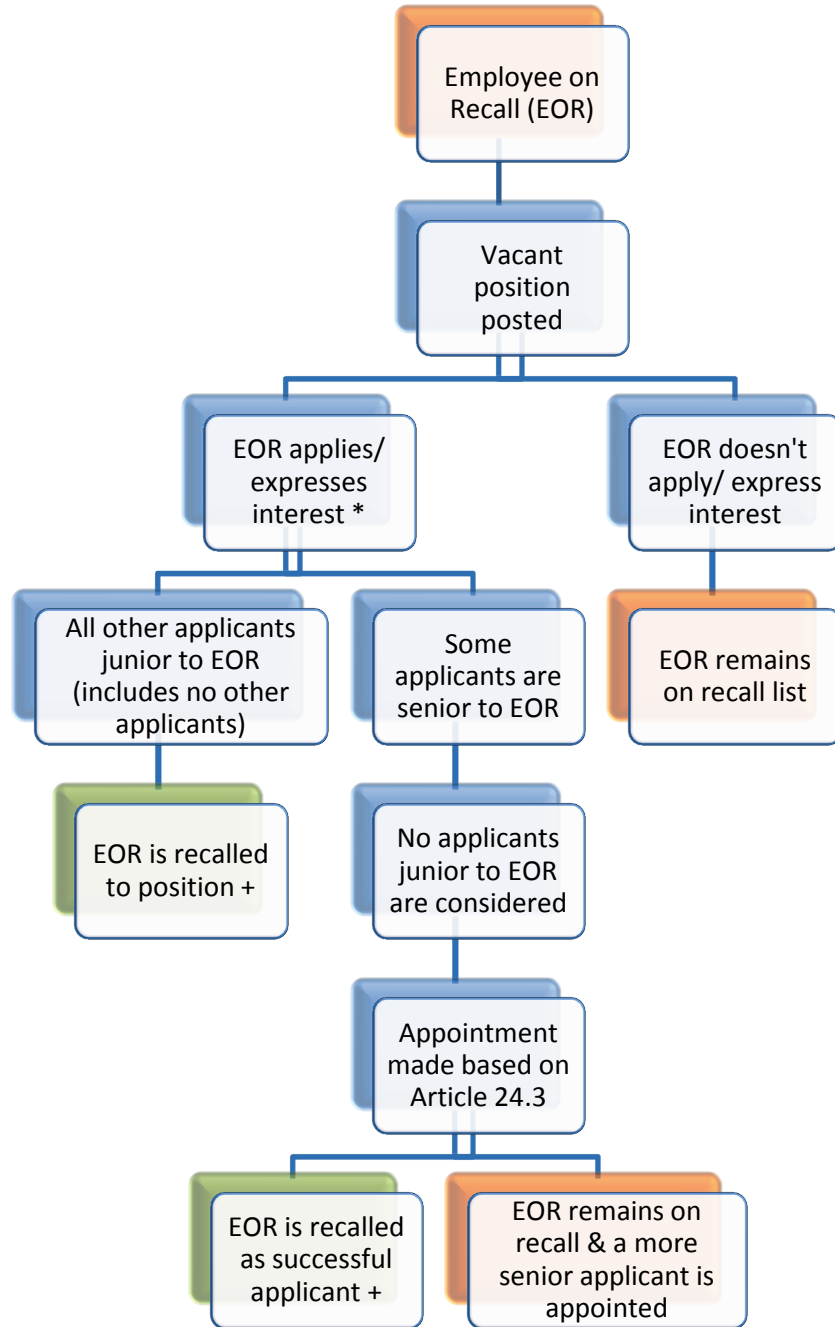 Employee on
Recall (EOR)
Vacant
position
posted
EOR applies/
expresses
interest *
EOR doesn't
apply/ express
interest
All other applicants
junior to EOR
(includes no other
applicants)
Some
applicants are
senior to EOR
EOR remains
on recall list
EOR is recalled
to position +
No applicants
junior to EOR
are considered
Appointment
made based on
Article 24.3
EOR is recalled
as successful
applicant +
EOR remains on
recall & a more
senior applicant is
appointed